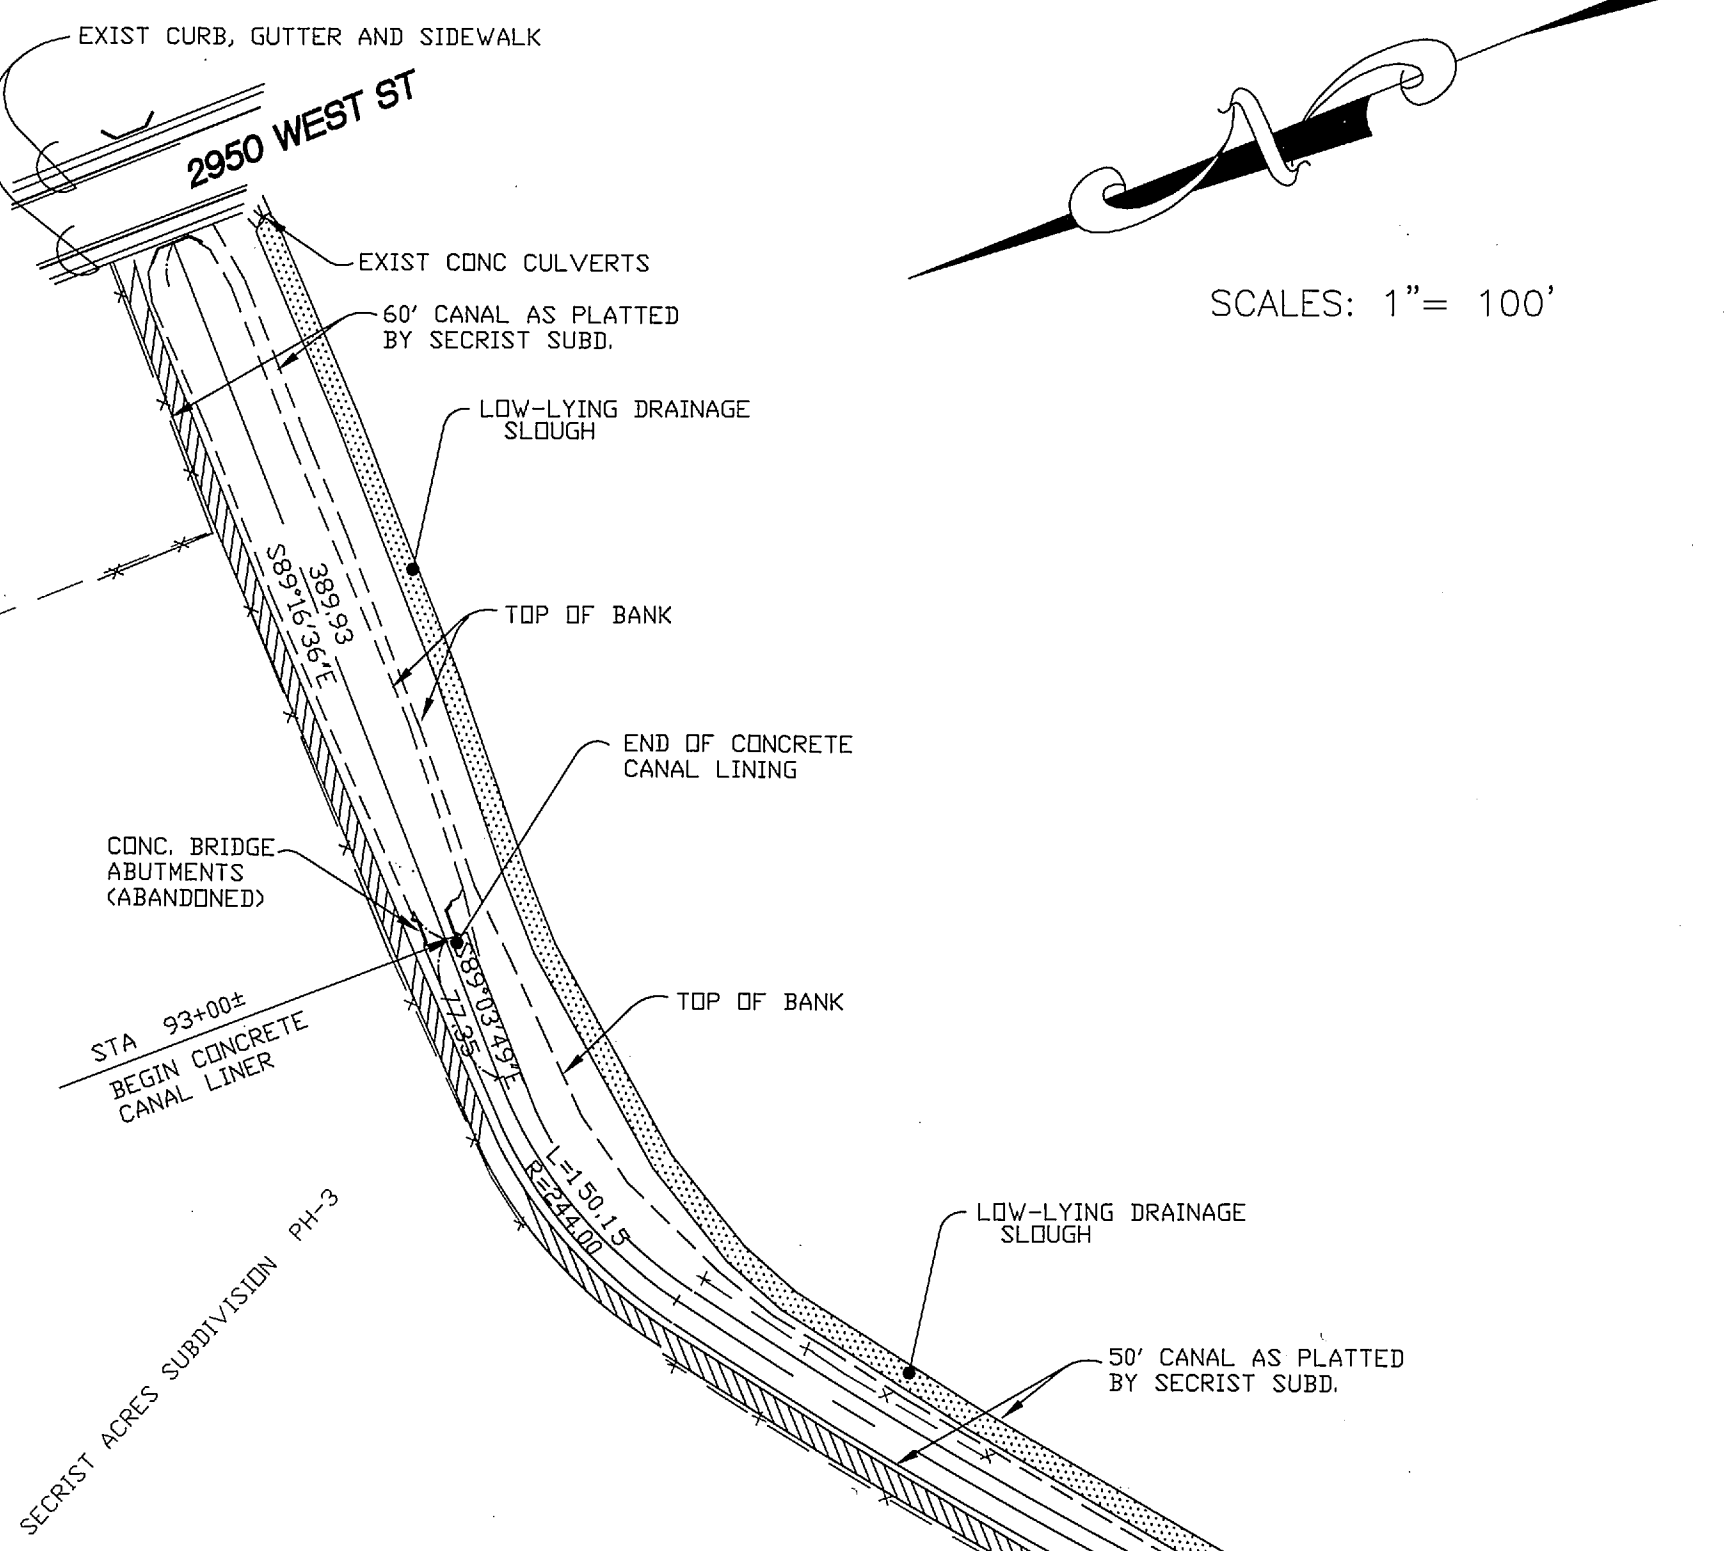 EXIST CURB, GUTTER AND SIDEWALK
2950 WEST ST
N
SCALES: 1"= 100'
EXIST CONC CULVERTS
60' CANAL AS PLATTED
BY SECRIST SUBD.
LOW-LYING DRAINAGE
SLOUGH
389.93
S89°16'36"E
TOP OF BANK
END OF CONCRETE
CANAL LINING
CONC. BRIDGE
ABUTMENTS
(ABANDONED)
S89°03'49"E
77.35
TOP OF BANK
STA 93+00±
BEGIN CONCRETE
CANAL LINER
L=150.15
R=244.00
SECRIST ACRES SUBDIVISION PH-3
LOW-LYING DRAINAGE
SLOUGH
50' CANAL AS PLATTED
BY SECRIST SUBD.